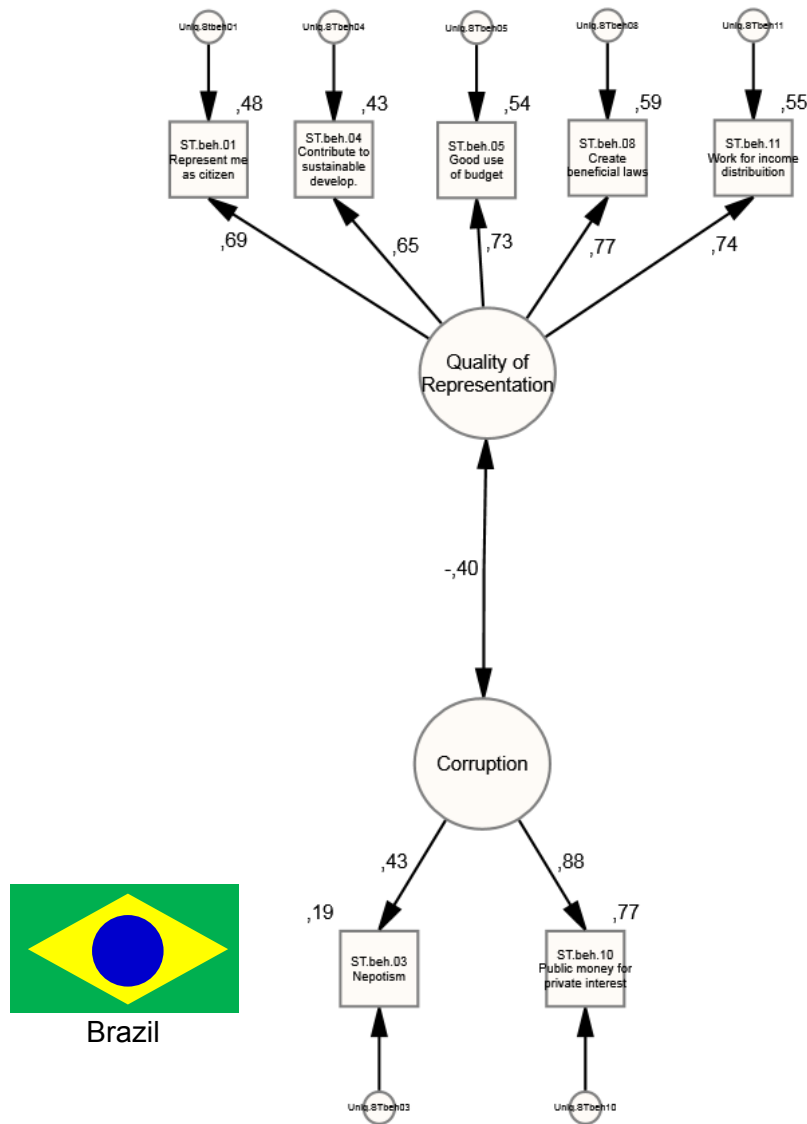 Uniq.Stbeh01
Uniq.STbeh04
Uniq.STbeh05
Uniq.STbeh08
Uniq.STbeh11
,48
,43
,54
,59
,55
ST.beh.01
Represent me
as citizen
ST.beh.04
Contribute to
sustainable
develop.
ST.beh.05
Good use
of budget
ST.beh.08
Create
beneficial laws
ST.beh.11
Work for income
distribuition
,69
,65
,73
,77
,74
Quality of
Representation
-,40
Corruption
,43
,88
,19
,77
ST.beh.03
Nepotism
ST.beh.10
Public money for
private interest
Brazil
Uniq.STbeh03
Uniq.STbeh10